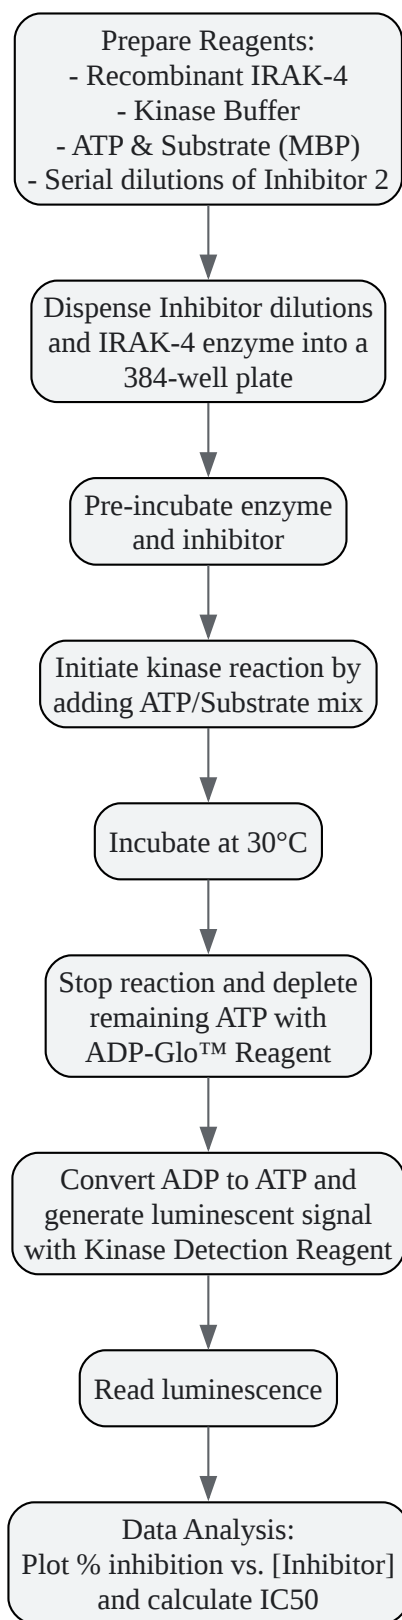 Prepare Reagents:
- Recombinant IRAK-4
- Kinase Buffer
- ATP & Substrate (MBP)
- Serial dilutions of Inhibitor 2
Dispense Inhibitor dilutions
and IRAK-4 enzyme into a
384-well plate
Pre-incubate enzyme
and inhibitor
Initiate kinase reaction by
adding ATP/Substrate mix
Incubate at 30°C
Stop reaction and deplete
remaining ATP with
ADP-Glo™ Reagent
Convert ADP to ATP and
generate luminescent signal
with Kinase Detection Reagent
Read luminescence
Data Analysis:
Plot % inhibition vs. [Inhibitor]
and calculate IC50